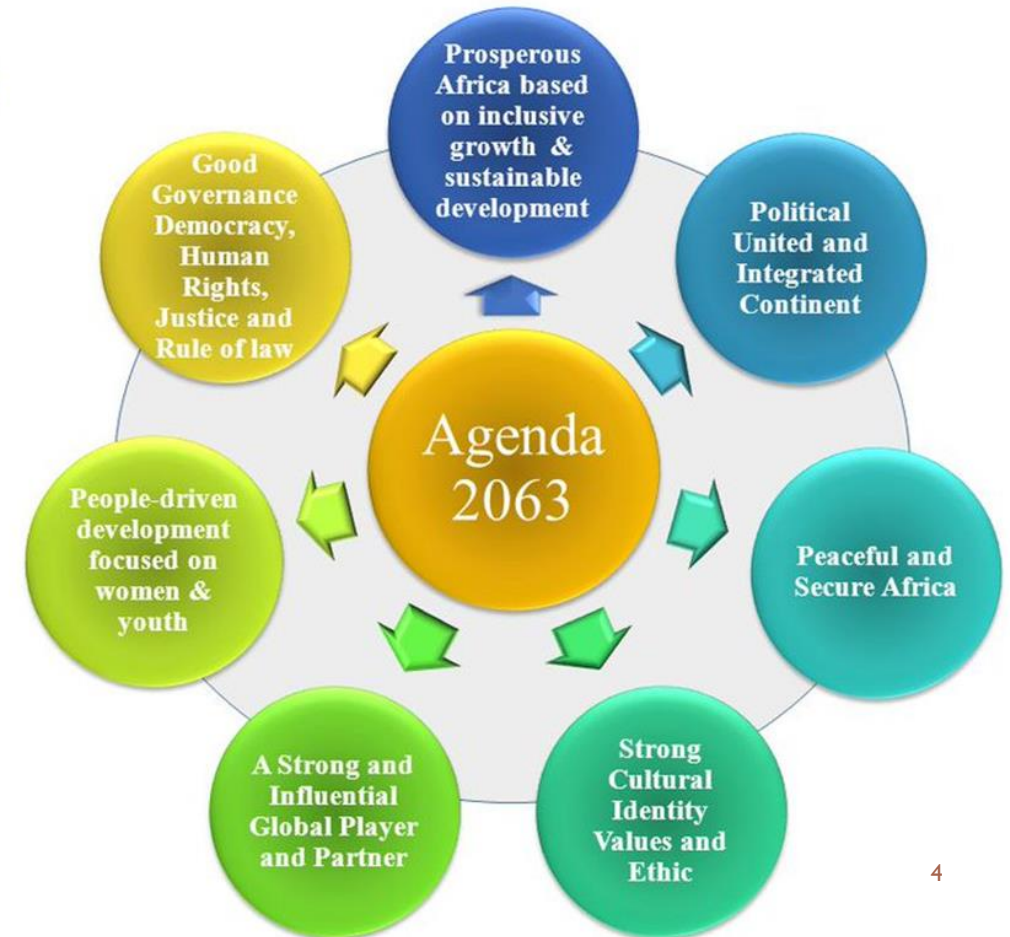 Prosperous
Africa based
on inclusive
growth &
sustainable
development
Good
Governance
Democracy,
Human
Rights,
Justice and
Rule of law
Political
United and
Integrated
Continent
Agenda
2063
People-driven
development
focused on
women &
youth
Peaceful and
Secure Africa
A Strong and
Influential
Global Player
and Partner
Strong
Cultural
Identity
Values and
Ethic
4